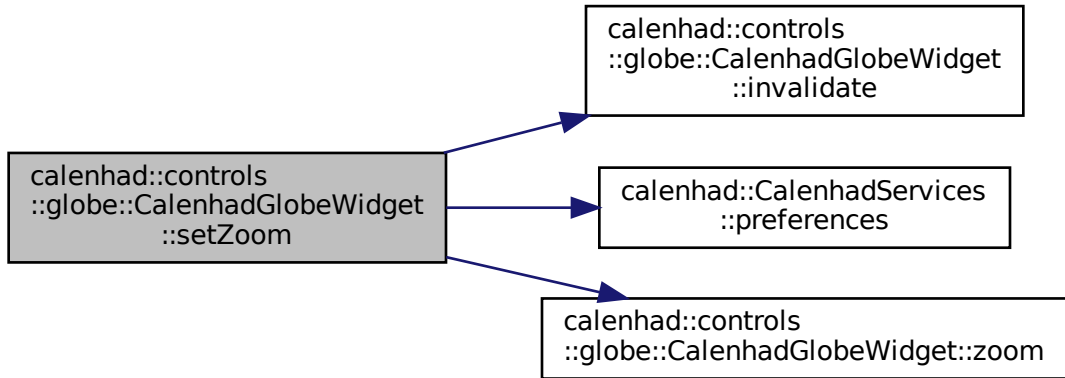 calenhad::controls
::globe::CalenhadGlobeWidget
::setZoom
calenhad::controls
::globe::CalenhadGlobeWidget
::invalidate
calenhad::CalenhadServices
::preferences
calenhad::controls
::globe::CalenhadGlobeWidget::zoom